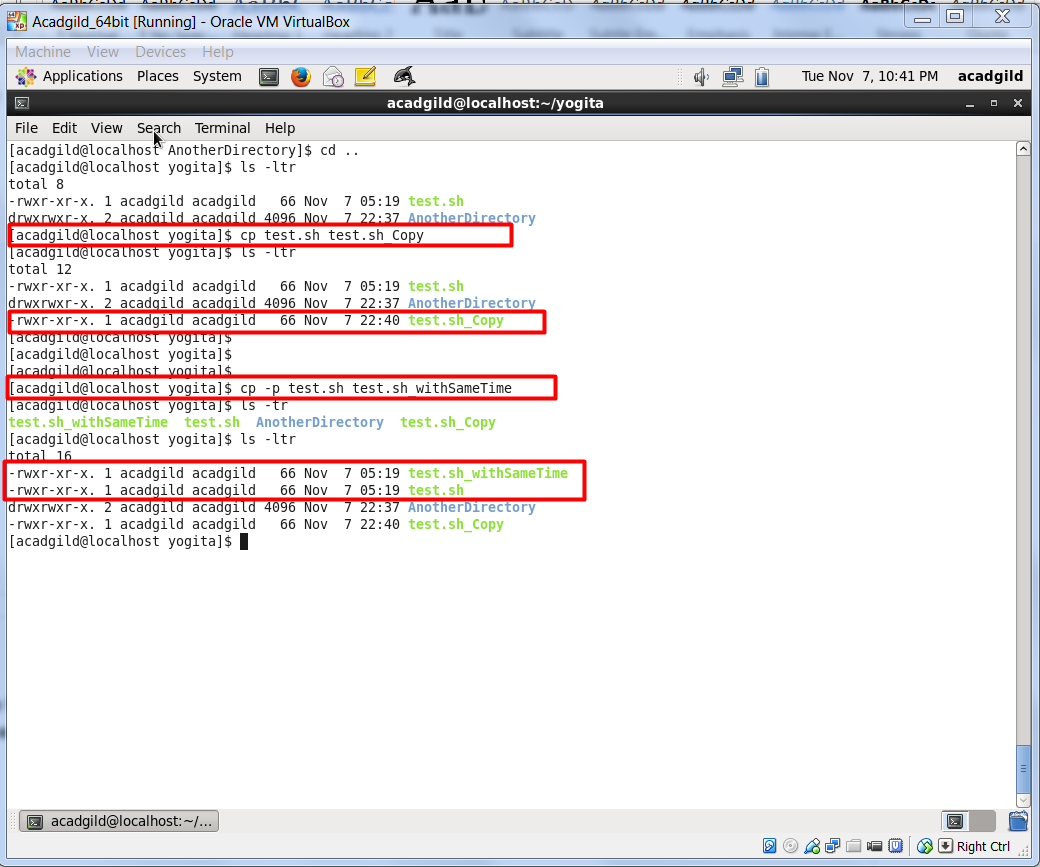 Acadgild_64bit [Running] - Oracle VM VirtualBox
Machine View Devices Help
Applications Places System Tue Nov 7, 10:41 PM acadgild
acadgild@localhost:~/yogita
File Edit View Search Terminal Help
[acadgild@localhost AnotherDirectory]$ cd ..
[acadgild@localhost yogita]$ ls -ltr
total 8
-rwxr-xr-x. 1 acadgild acadgild   66 Nov  7 05:19 test.sh
drwxrwxr-x. 2 acadgild acadgild 4096 Nov  7 22:37 AnotherDirectory
[acadgild@localhost yogita]$ cp test.sh test.sh_Copy
[acadgild@localhost yogita]$ ls -ltr
total 12
-rwxr-xr-x. 1 acadgild acadgild   66 Nov  7 05:19 test.sh
drwxrwxr-x. 2 acadgild acadgild 4096 Nov  7 22:37 AnotherDirectory
-rwxr-xr-x. 1 acadgild acadgild   66 Nov  7 22:40 test.sh_Copy
[acadgild@localhost yogita]$
[acadgild@localhost yogita]$
[acadgild@localhost yogita]$
[acadgild@localhost yogita]$ cp -p test.sh test.sh_withSameTime
[acadgild@localhost yogita]$ ls -tr
test.sh_withSameTime  test.sh  AnotherDirectory  test.sh_Copy
[acadgild@localhost yogita]$ ls -ltr
total 16
-rwxr-xr-x. 1 acadgild acadgild   66 Nov  7 05:19 test.sh_withSameTime
-rwxr-xr-x. 1 acadgild acadgild   66 Nov  7 05:19 test.sh
drwxrwxr-x. 2 acadgild acadgild 4096 Nov  7 22:37 AnotherDirectory
-rwxr-xr-x. 1 acadgild acadgild   66 Nov  7 22:40 test.sh_Copy
[acadgild@localhost yogita]$
acadgild@localhost:~/...
Right Ctrl